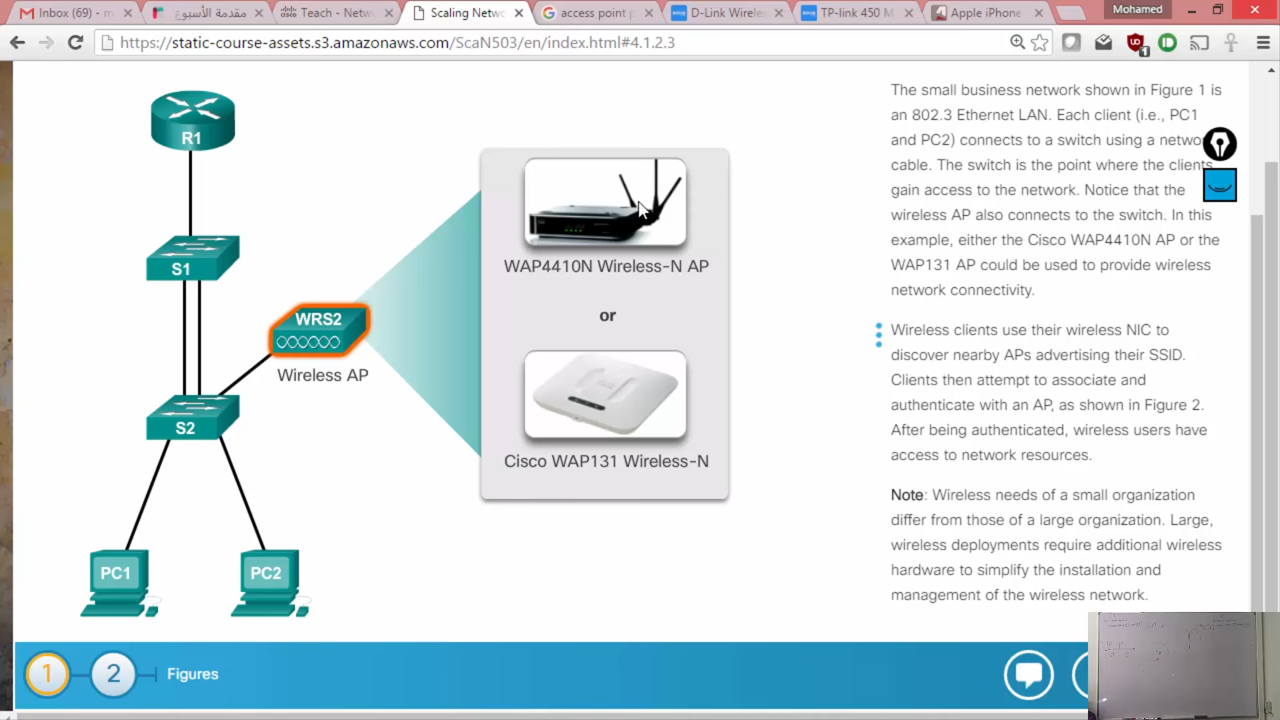 Inbox (69) - m
مقدمة الأسبوع
Teach - Netw
Scaling Netwo
access point p
D-Link Wirele
TP-link 450 M
Apple iPhone
Mohamed
https://static-course-assets.s3.amazonaws.com/ScaN503/en/index.html#4.1.2.3
1
R1
S1
WRS2
Wireless AP
S2
PC1
PC2
WAP4410N Wireless-N AP
or
Cisco WAP131 Wireless-N
The small business network shown in Figure 1 is
an 802.3 Ethernet LAN. Each client (i.e., PC1
and PC2) connects to a switch using a networ
cable. The switch is the point where the clients
gain access to the network. Notice that the
wireless AP also connects to the switch. In this
example, either the Cisco WAP4410N AP or the
WAP131 AP could be used to provide wireless
network connectivity.
Wireless clients use their wireless NIC to
discover nearby APs advertising their SSID.
Clients then attempt to associate and
authenticate with an AP, as shown in Figure 2.
After being authenticated, wireless users have
access to network resources.
Note: Wireless needs of a small organization
differ from those of a large organization. Large,
wireless deployments require additional wireless
hardware to simplify the installation and
management of the wireless network.
1
2
Figures